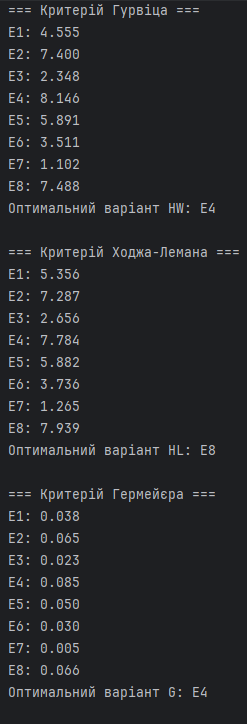 === Критерій Гурвіца ===
E1: 4.555
E2: 7.400
E3: 2.348
E4: 8.146
E5: 5.891
E6: 3.511
E7: 1.102
E8: 7.488
Оптимальний варіант HW: E4
=== Критерій Ходжа-Лемана ===
E1: 5.356
E2: 7.287
E3: 2.656
E4: 7.784
E5: 5.882
E6: 3.736
E7: 1.265
E8: 7.939
Оптимальний варіант HL: E8
=== Критерій Гермейєра ===
E1: 0.038
E2: 0.065
E3: 0.023
E4: 0.085
E5: 0.050
E6: 0.030
E7: 0.005
E8: 0.066
Оптимальний варіант G: E4